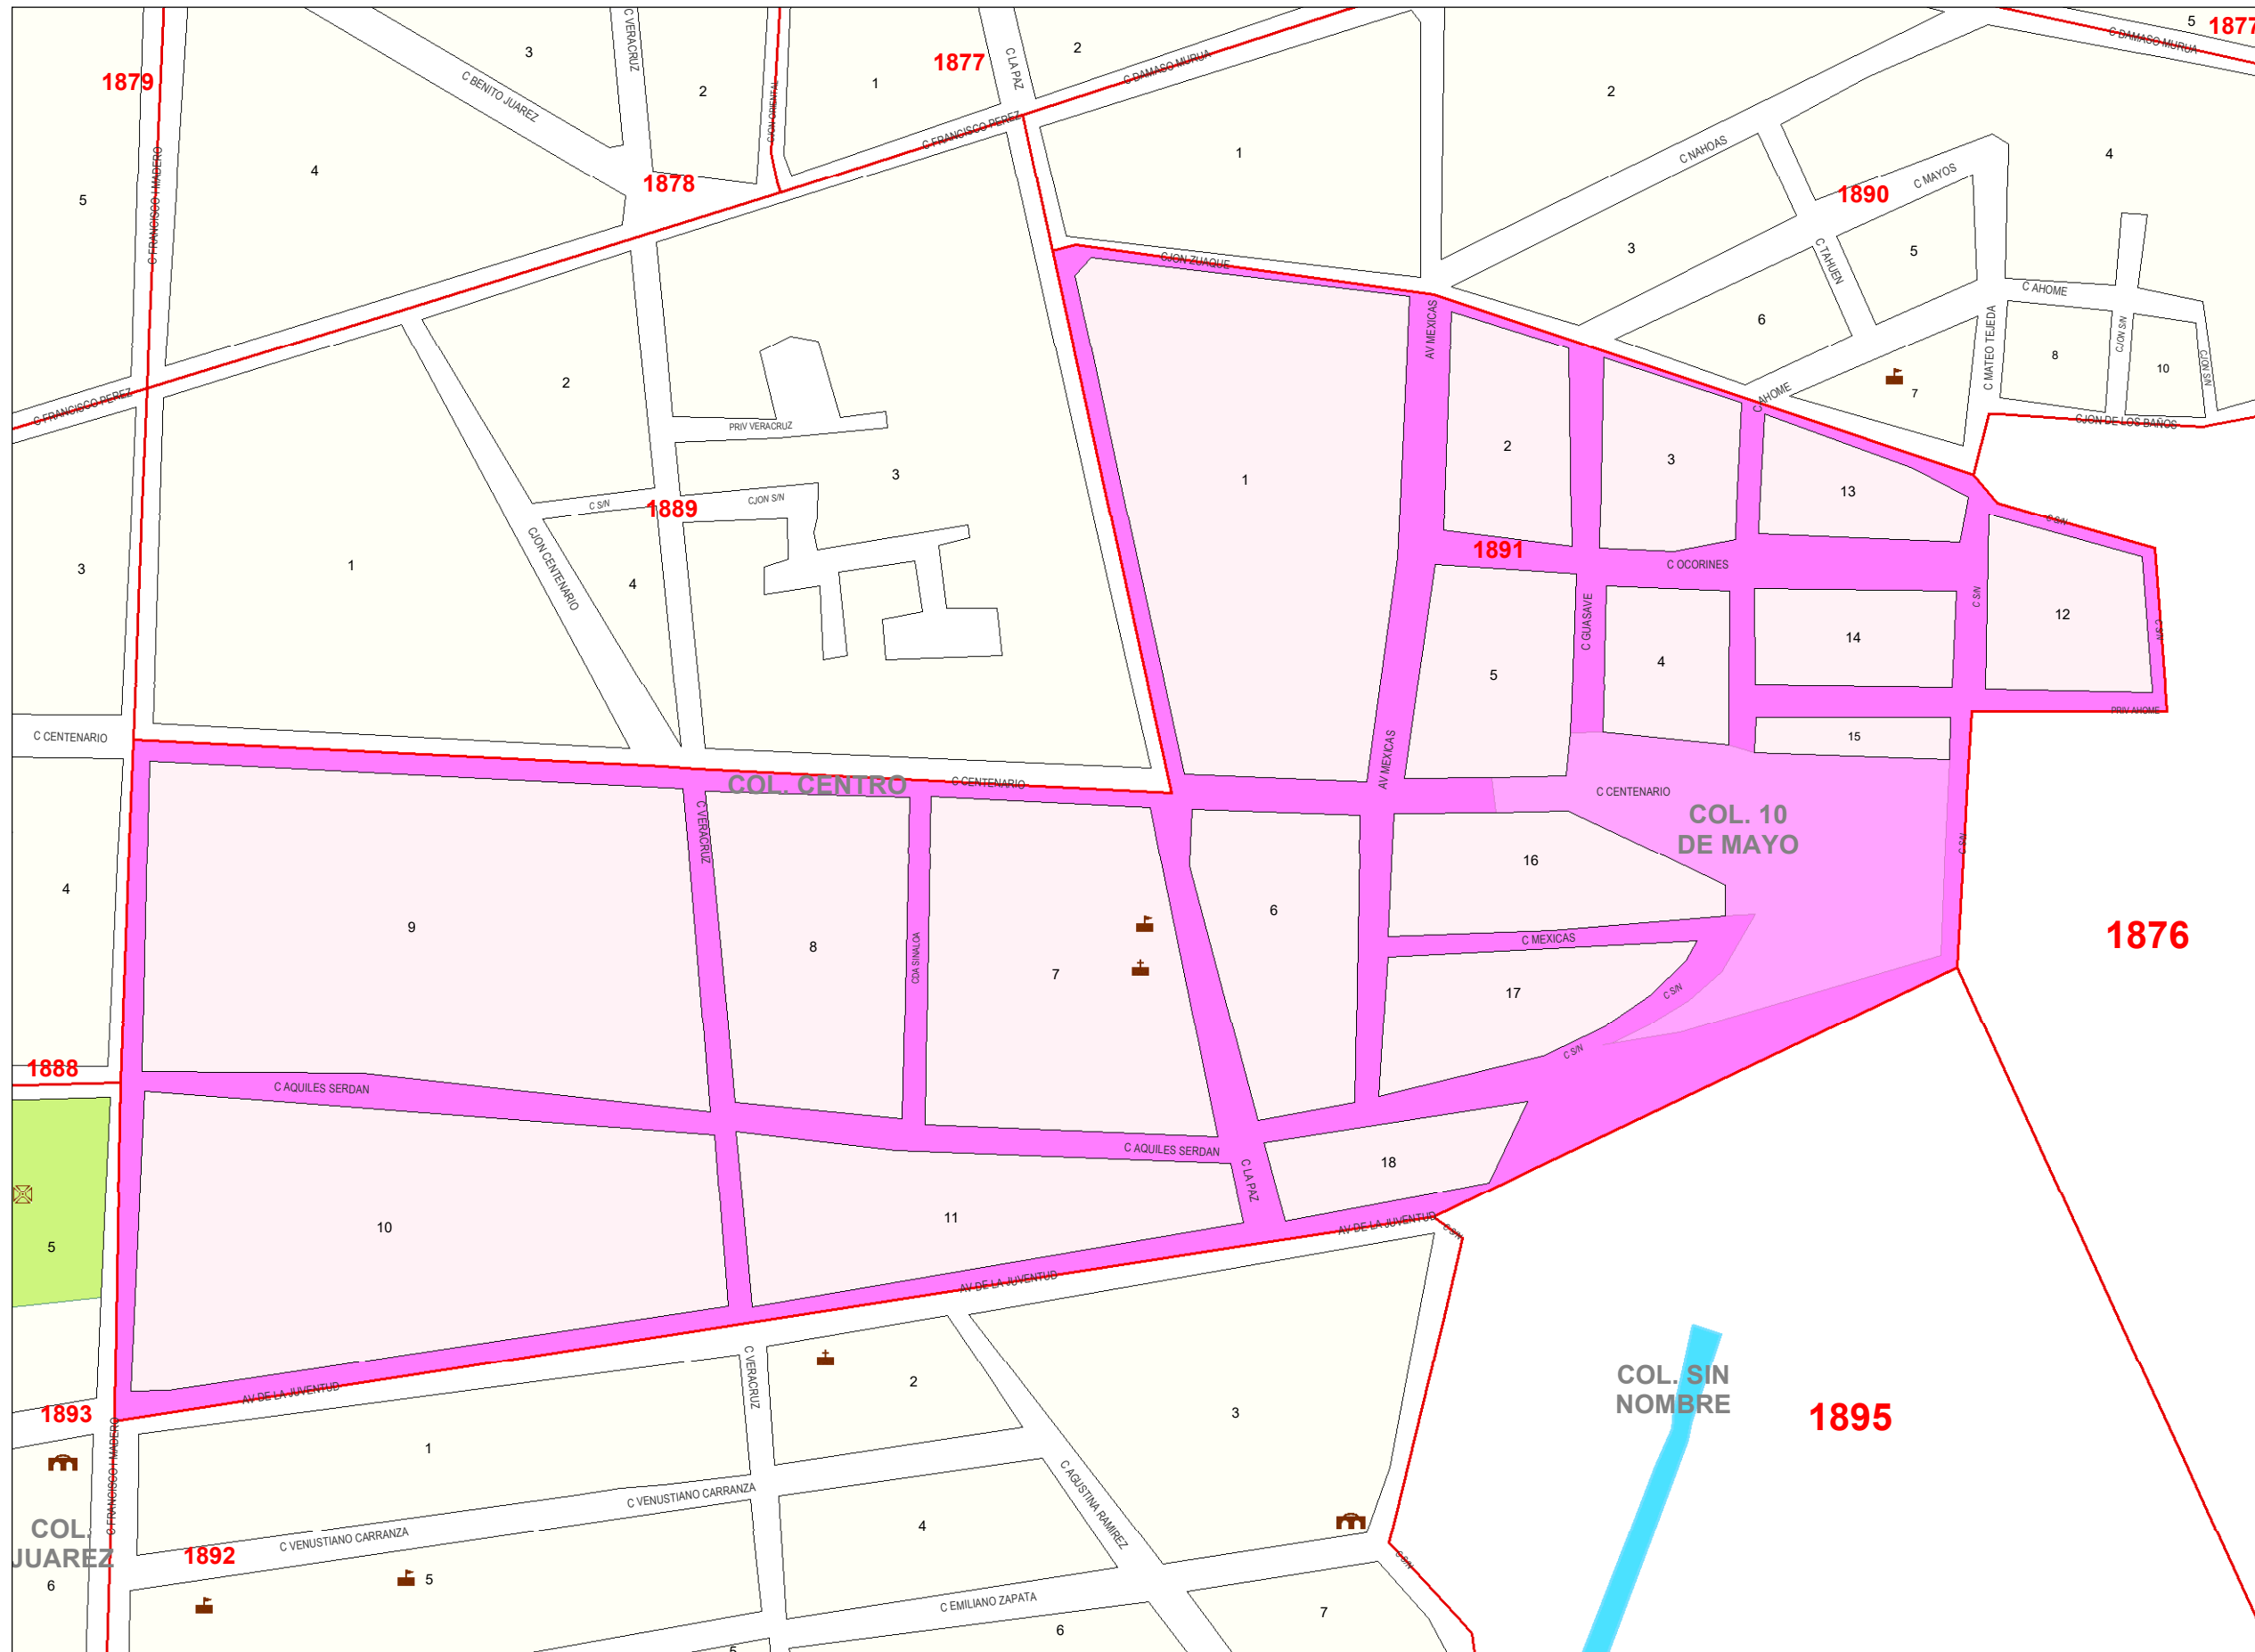 5
1877
C DAMASO MURUA
3
C VERACRUZ
2
1877
C LA PAZ
2
1879
C BENITO JUAREZ
1
C DAMASO MURUA
2
CJON ORIENTAL
C FRANCISCO PEREZ
C NAHOAS
4
1
4
5
1878
C FRANCISCO I MADERO
C MAYOS
1890
3
C TAHUEN
5
CJON ZUAQUE
C AHOME
AV MEXICAS
6
C MATEO TEJEDA
CJON S/N
8
10
CJON S/N
2
7
C AHOME
C FRANCISCO PEREZ
PRIV VERACRUZ
CJON DE LOS BAÑOS
2
3
3
1
13
CJON S/N
C S/N
1889
C S/N
CJON CENTENARIO
1891
C OCORINES
3
1
4
C S/N
C GUASAVE
12
C S/N
14
5
4
PRIV AHOME
C CENTENARIO
15
AV MEXICAS
COL. CENTRO
C CENTENARIO
C CENTENARIO
COL. 10
DE MAYO
C VERACRUZ
C S/N
16
4
6
9
8
CDA SINALOA
C MEXICAS
1876
7
17
C S/N
C S/N
1888
C AQUILES SERDAN
C AQUILES SERDAN
18
C LA PAZ
10
11
AV DE LA JUVENTUD
C S/N
5
AV DE LA JUVENTUD
COL. SIN
NOMBRE
AV DE LA JUVENTUD
C VERACRUZ
2
1893
3
1895
C FRANCISCO I MADERO
1
C AGUSTINA RAMIREZ
C VENUSTIANO CARRANZA
COL.
JUAREZ
C VENUSTIANO CARRANZA
4
1892
C S/N
5
6
C EMILIANO ZAPATA
7
6
5